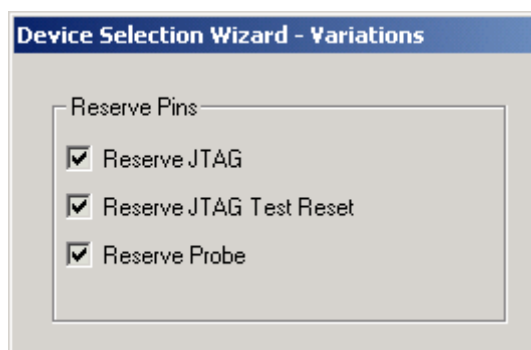 Device Selection Wizard - Variations
Reserve Pins
Reserve JTAG
Reserve JTAG Test Reset
Reserve Probe